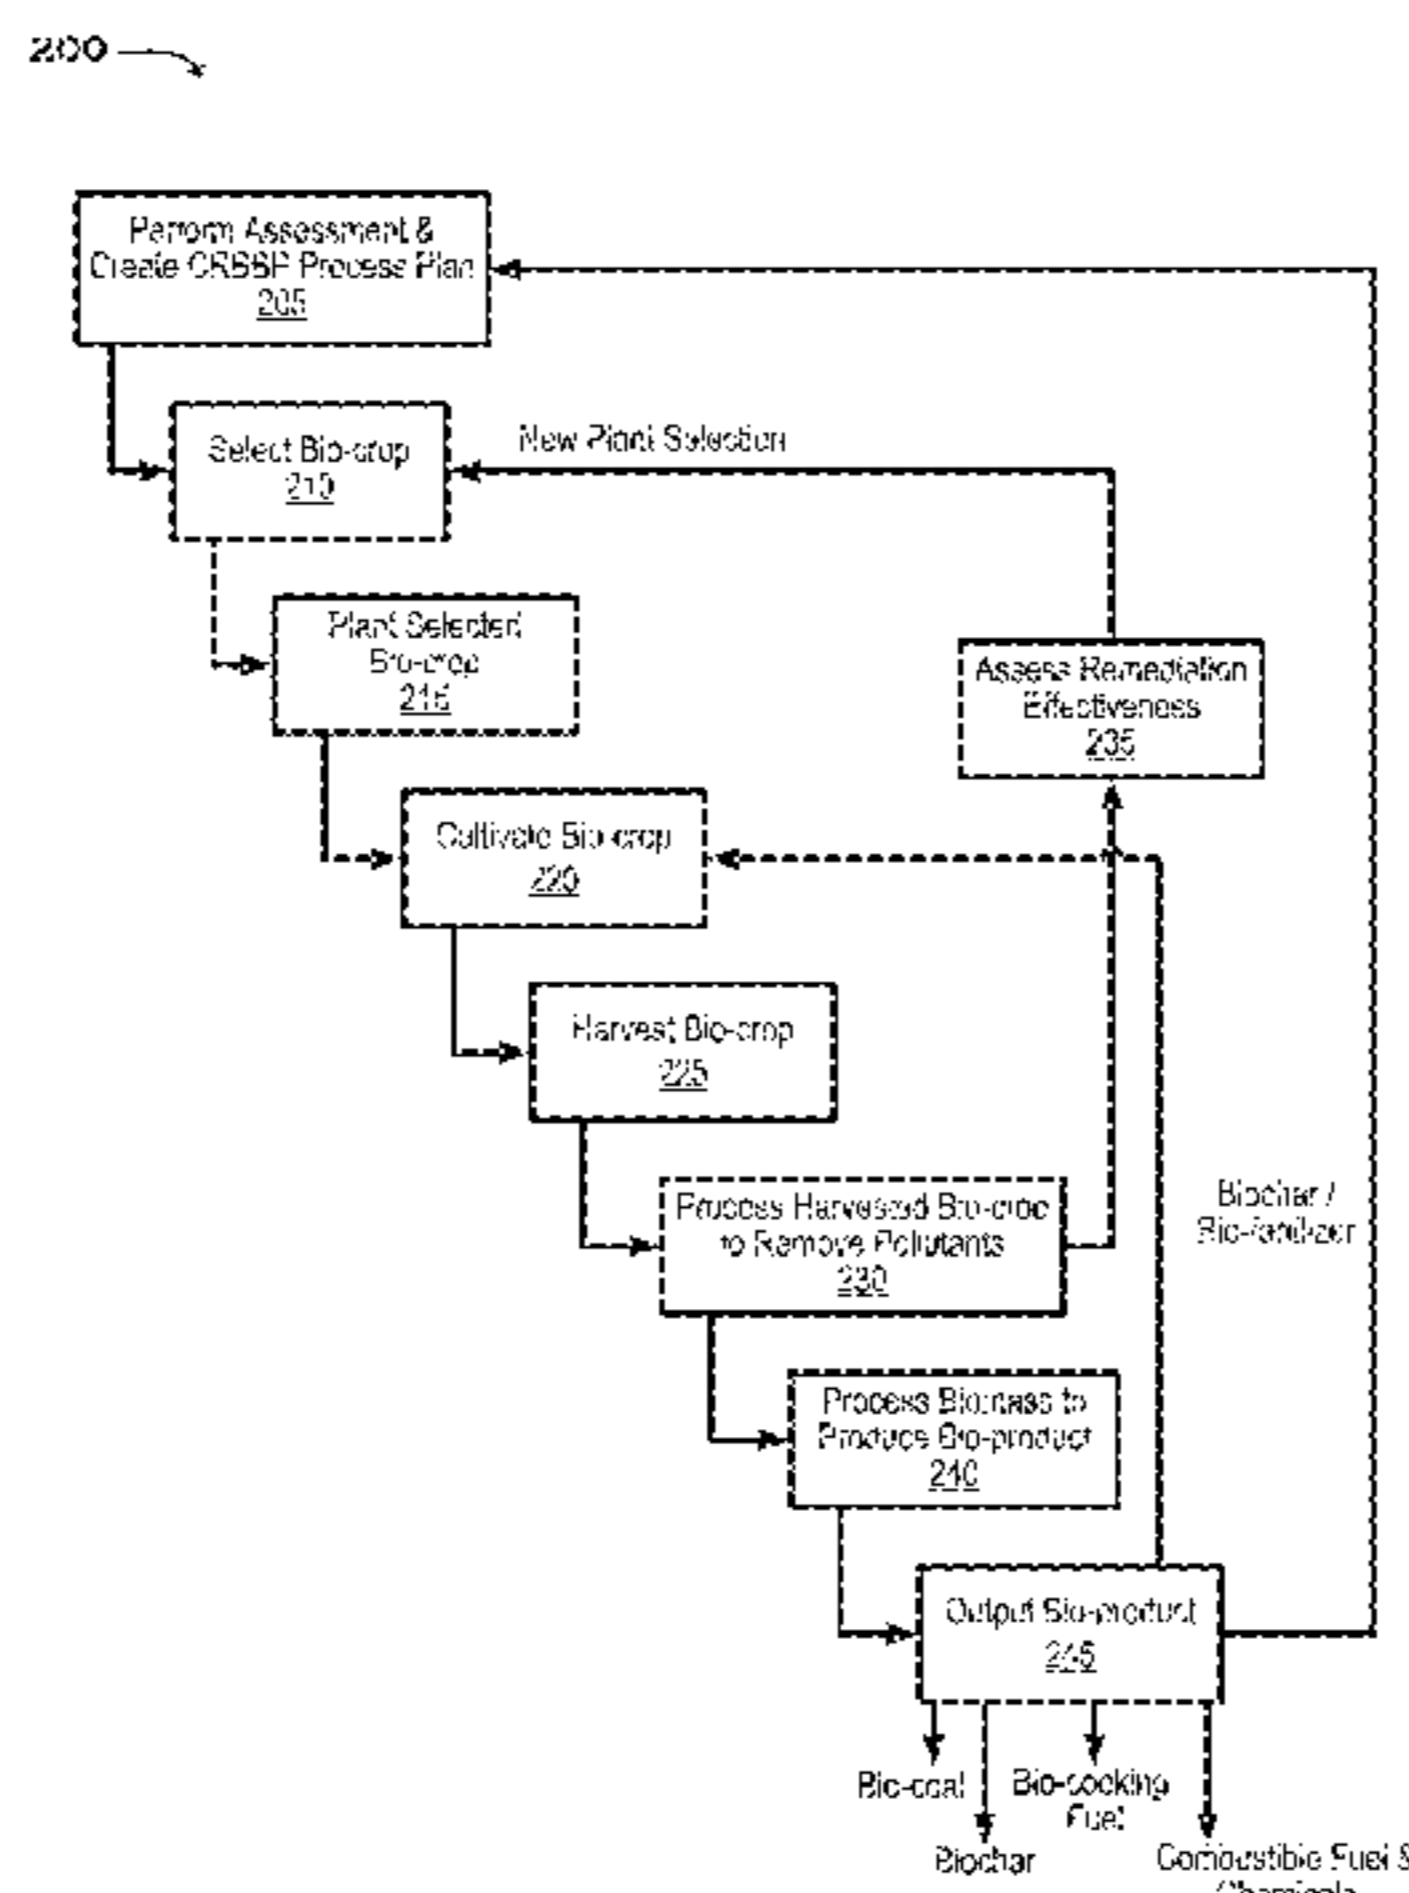 200
Perform Assessment &
Create CRBBP Process Plan
205
Select Bio-crop
210
New Plant Selection
Plant Selected
Bio-crop
215
Assess Remediation
Effectiveness
235
Cultivate Bio-crop
220
Harvest Bio-crop
225
Process Harvested Bio-crop
to Remove Pollutants
230
Biochar /
Bio-fertilizer
Process Biomass to
Produce Bio-product
240
Output Bio-product
245
Bio-coal
Bio-cooking
Fuel
Biochar
Combustible Fuel &
Chemicals